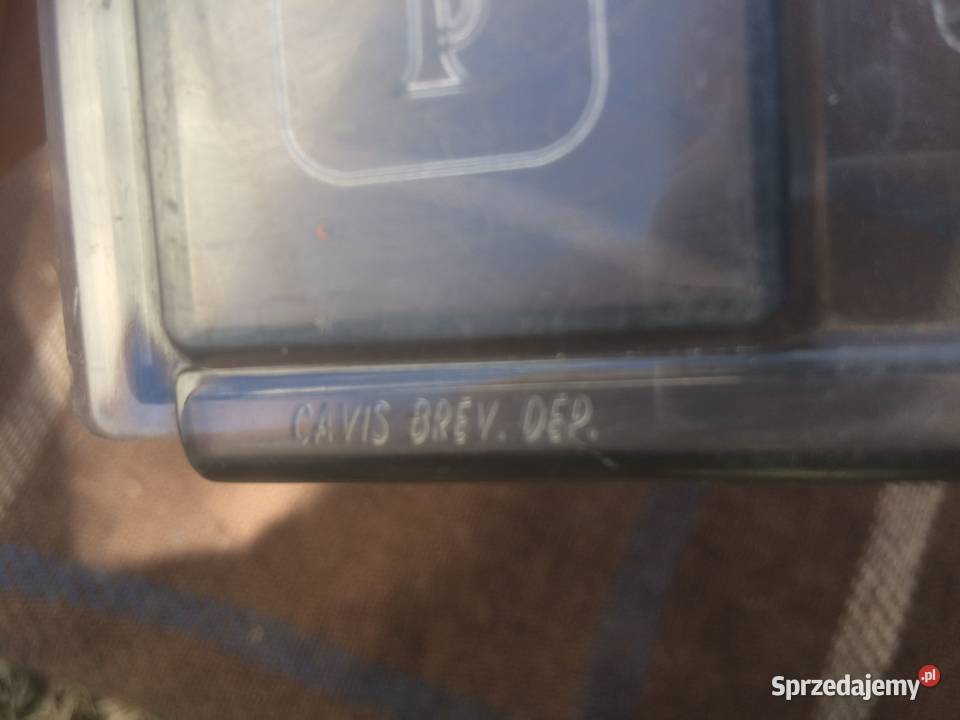 P
CAVIS BREV. DEP.
Sprzedajemy.pl